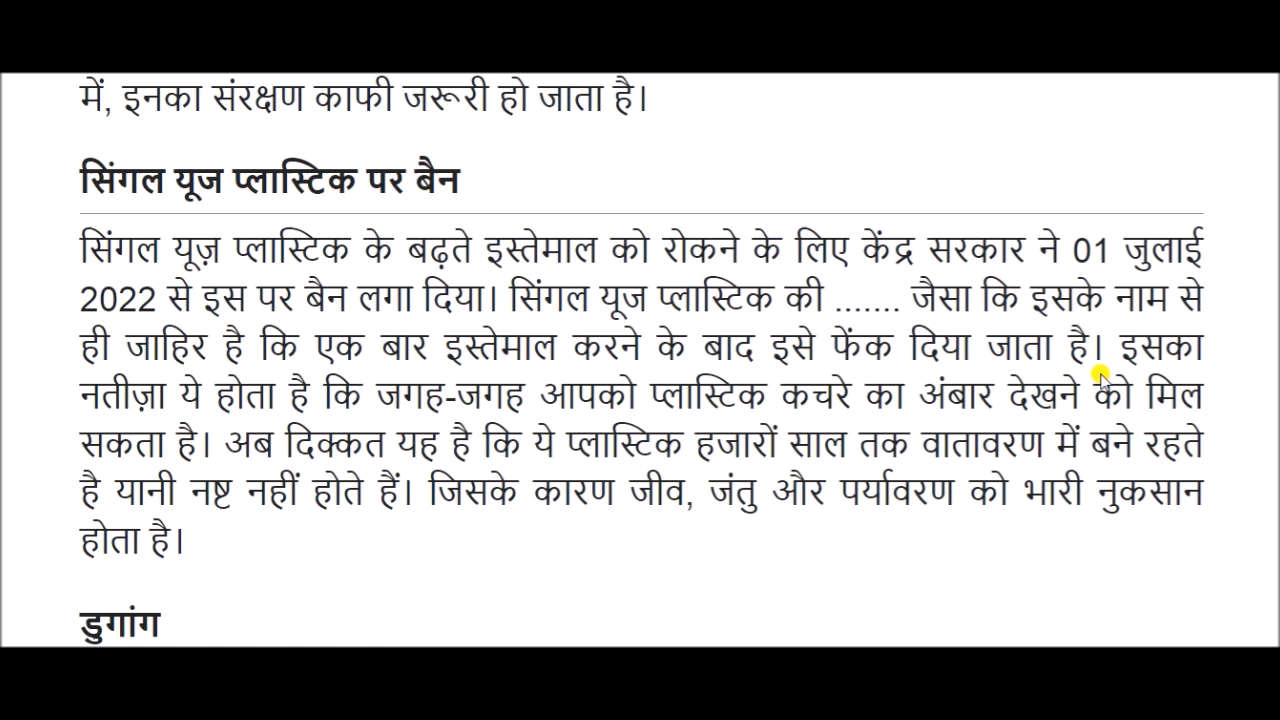 में, इनका संरक्षण काफी जरूरी हो जाता है।
सिंगल यूज प्लास्टिक पर बैन
सिंगल यूज़ प्लास्टिक के बढ़ते इस्तेमाल को रोकने के लिए केंद्र सरकार ने 01 जुलाई
2022 से इस पर बैन लगा दिया। सिंगल यूज प्लास्टिक की ....... जैसा कि इसके नाम से
ही जाहिर है कि एक बार इस्तेमाल करने के बाद इसे फेंक दिया जाता है। इसका
नतीज़ा ये होता है कि जगह-जगह आपको प्लास्टिक कचरे का अंबार देखने को मिल
सकता है। अब दिक्कत यह है कि ये प्लास्टिक हजारों साल तक वातावरण में बने रहते
है यानी नष्ट नहीं होते हैं। जिसके कारण जीव, जंतु और पर्यावरण को भारी नुकसान
होता है।
डुगांग